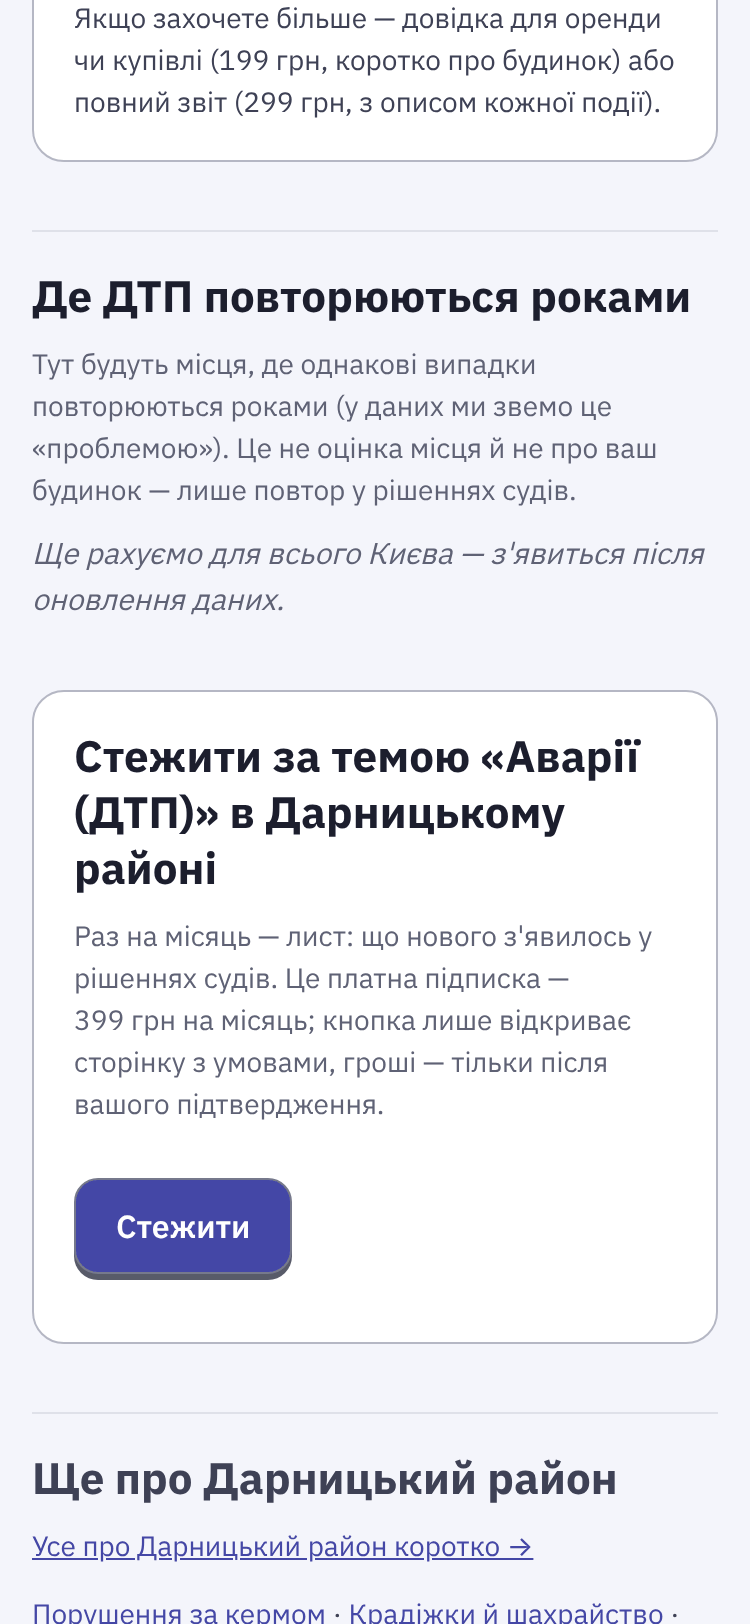 Якщо захочете більше — довідка для оренди
чи купівлі (199 грн, коротко про будинок) або
повний звіт (299 грн, з описом кожної події).
Де ДТП повторюються роками
Тут будуть місця, де однакові випадки
повторюються роками (у даних ми звемо це
«проблемою»). Це не оцінка місця й не про ваш
будинок — лише повтор у рішеннях судів.
Ще рахуємо для всього Києва — з'явиться після
оновлення даних.
Стежити за темою «Аварії
(ДТП)» в Дарницькому
районі
Раз на місяць — лист: що нового з'явилось у
рішеннях судів. Це платна підписка —
399 грн на місяць; кнопка лише відкриває
сторінку з умовами, гроші — тільки після
вашого підтвердження.
Стежити
Ще про Дарницький район
Усе про Дарницький район коротко →
Порушення за кермом · Крадіжки й шахрайство ·